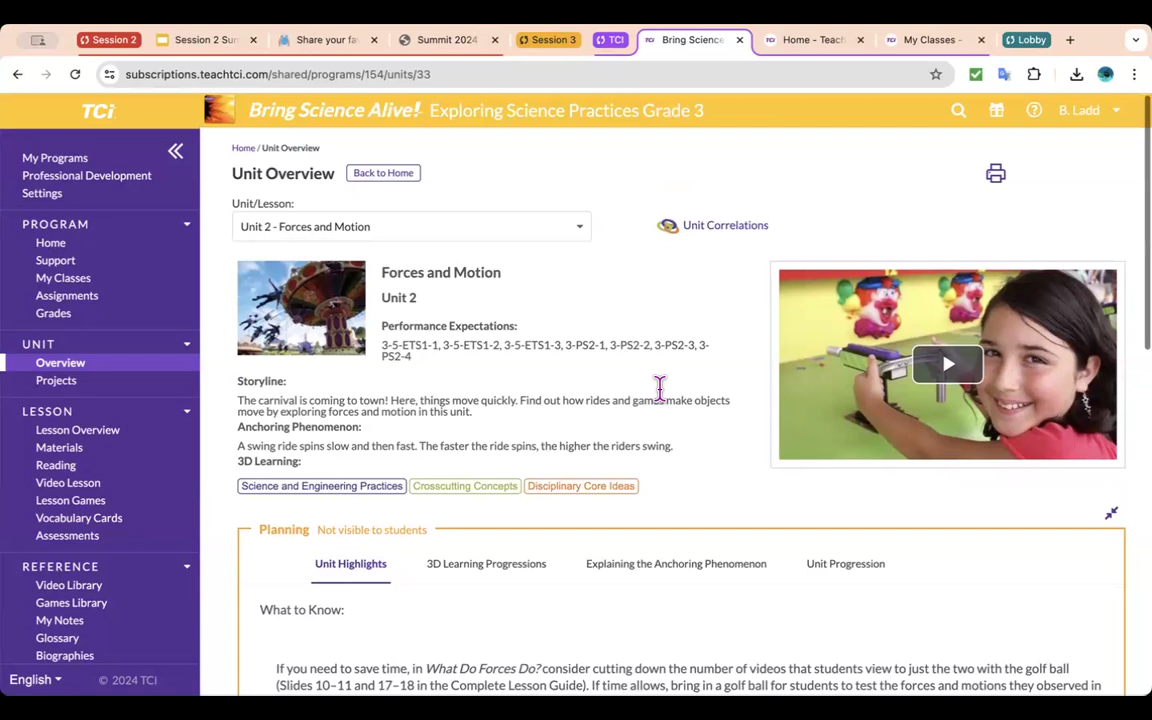 Session 2
Session 2 Sum
Share your fav
Summit 2024
Session 3
TCI
Bring Science
Home - Teach
My Classes -
Lobby
subscriptions.teachtci.com/shared/programs/154/units/33
TCi
Bring Science Alive! Exploring Science Practices Grade 3
B. Ladd
My Programs
Professional Development
Settings
PROGRAM
Home
Support
My Classes
Assignments
Grades
UNIT
Overview
Projects
LESSON
Lesson Overview
Materials
Reading
Video Lesson
Lesson Games
Vocabulary Cards
Assessments
REFERENCE
Video Library
Games Library
My Notes
Glossary
Biographies
English
© 2024 TCI
Home / Unit Overview
Unit Overview
Back to Home
Unit/Lesson:
Unit 2 - Forces and Motion
Unit Correlations
Forces and Motion
Unit 2
Performance Expectations:
3-5-ETS1-1, 3-5-ETS1-2, 3-5-ETS1-3, 3-PS2-1, 3-PS2-2, 3-PS2-3, 3-
PS2-4
Storyline:
The carnival is coming to town! Here, things move quickly. Find out how rides and games make objects
move by exploring forces and motion in this unit.
Anchoring Phenomenon:
A swing ride spins slow and then fast. The faster the ride spins, the higher the riders swing.
3D Learning:
Science and Engineering Practices
Crosscutting Concepts
Disciplinary Core Ideas
Planning
Not visible to students
Unit Highlights
3D Learning Progressions
Explaining the Anchoring Phenomenon
Unit Progression
What to Know:
If you need to save time, in What Do Forces Do? consider cutting down the number of videos that students view to just the two with the golf ball
(Slides 10–11 and 17–18 in the Complete Lesson Guide). If time allows, bring in a golf ball for students to test the forces and motions they observed in